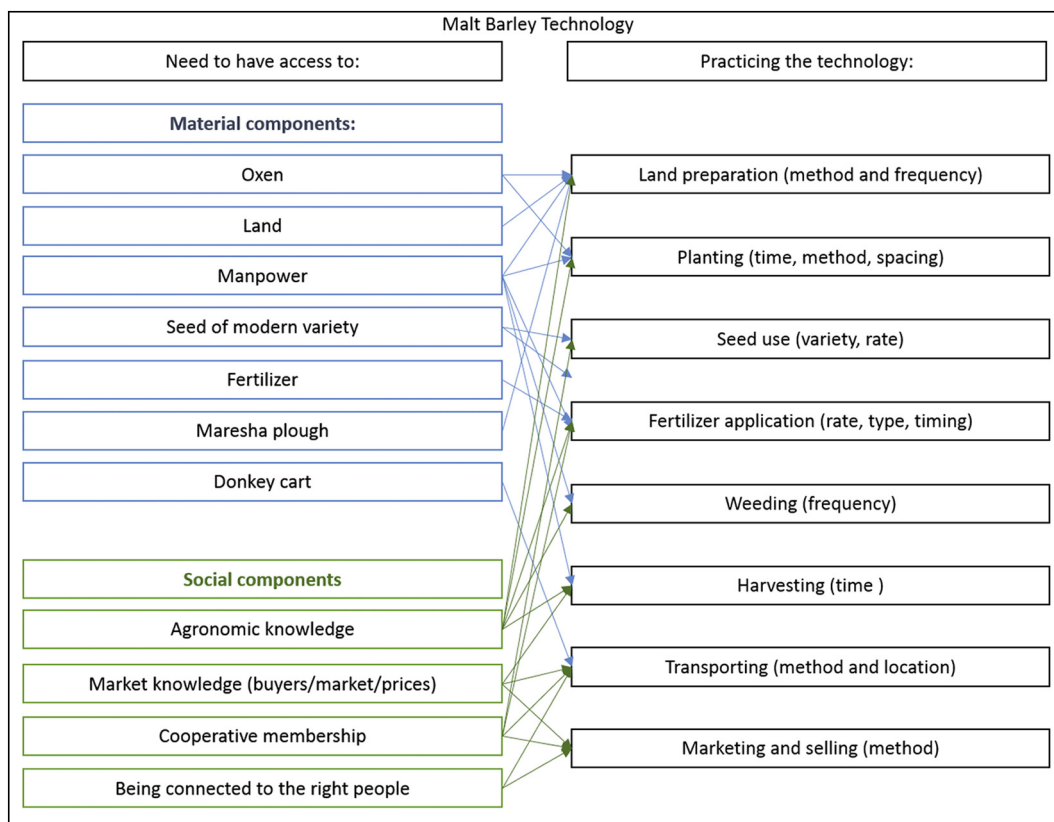 Malt Barley Technology
Need to have access to:
Practicing the technology:
Material components:
Oxen
Land
Manpower
Seed of modern variety
Fertilizer
Maresha plough
Donkey cart
Social components
Agronomic knowledge
Market knowledge (buyers/market/prices)
Cooperative membership
Being connected to the right people
Land preparation (method and frequency)
Planting (time, method, spacing)
Seed use (variety, rate)
Fertilizer application (rate, type, timing)
Weeding (frequency)
Harvesting (time )
Transporting (method and location)
Marketing and selling (method)